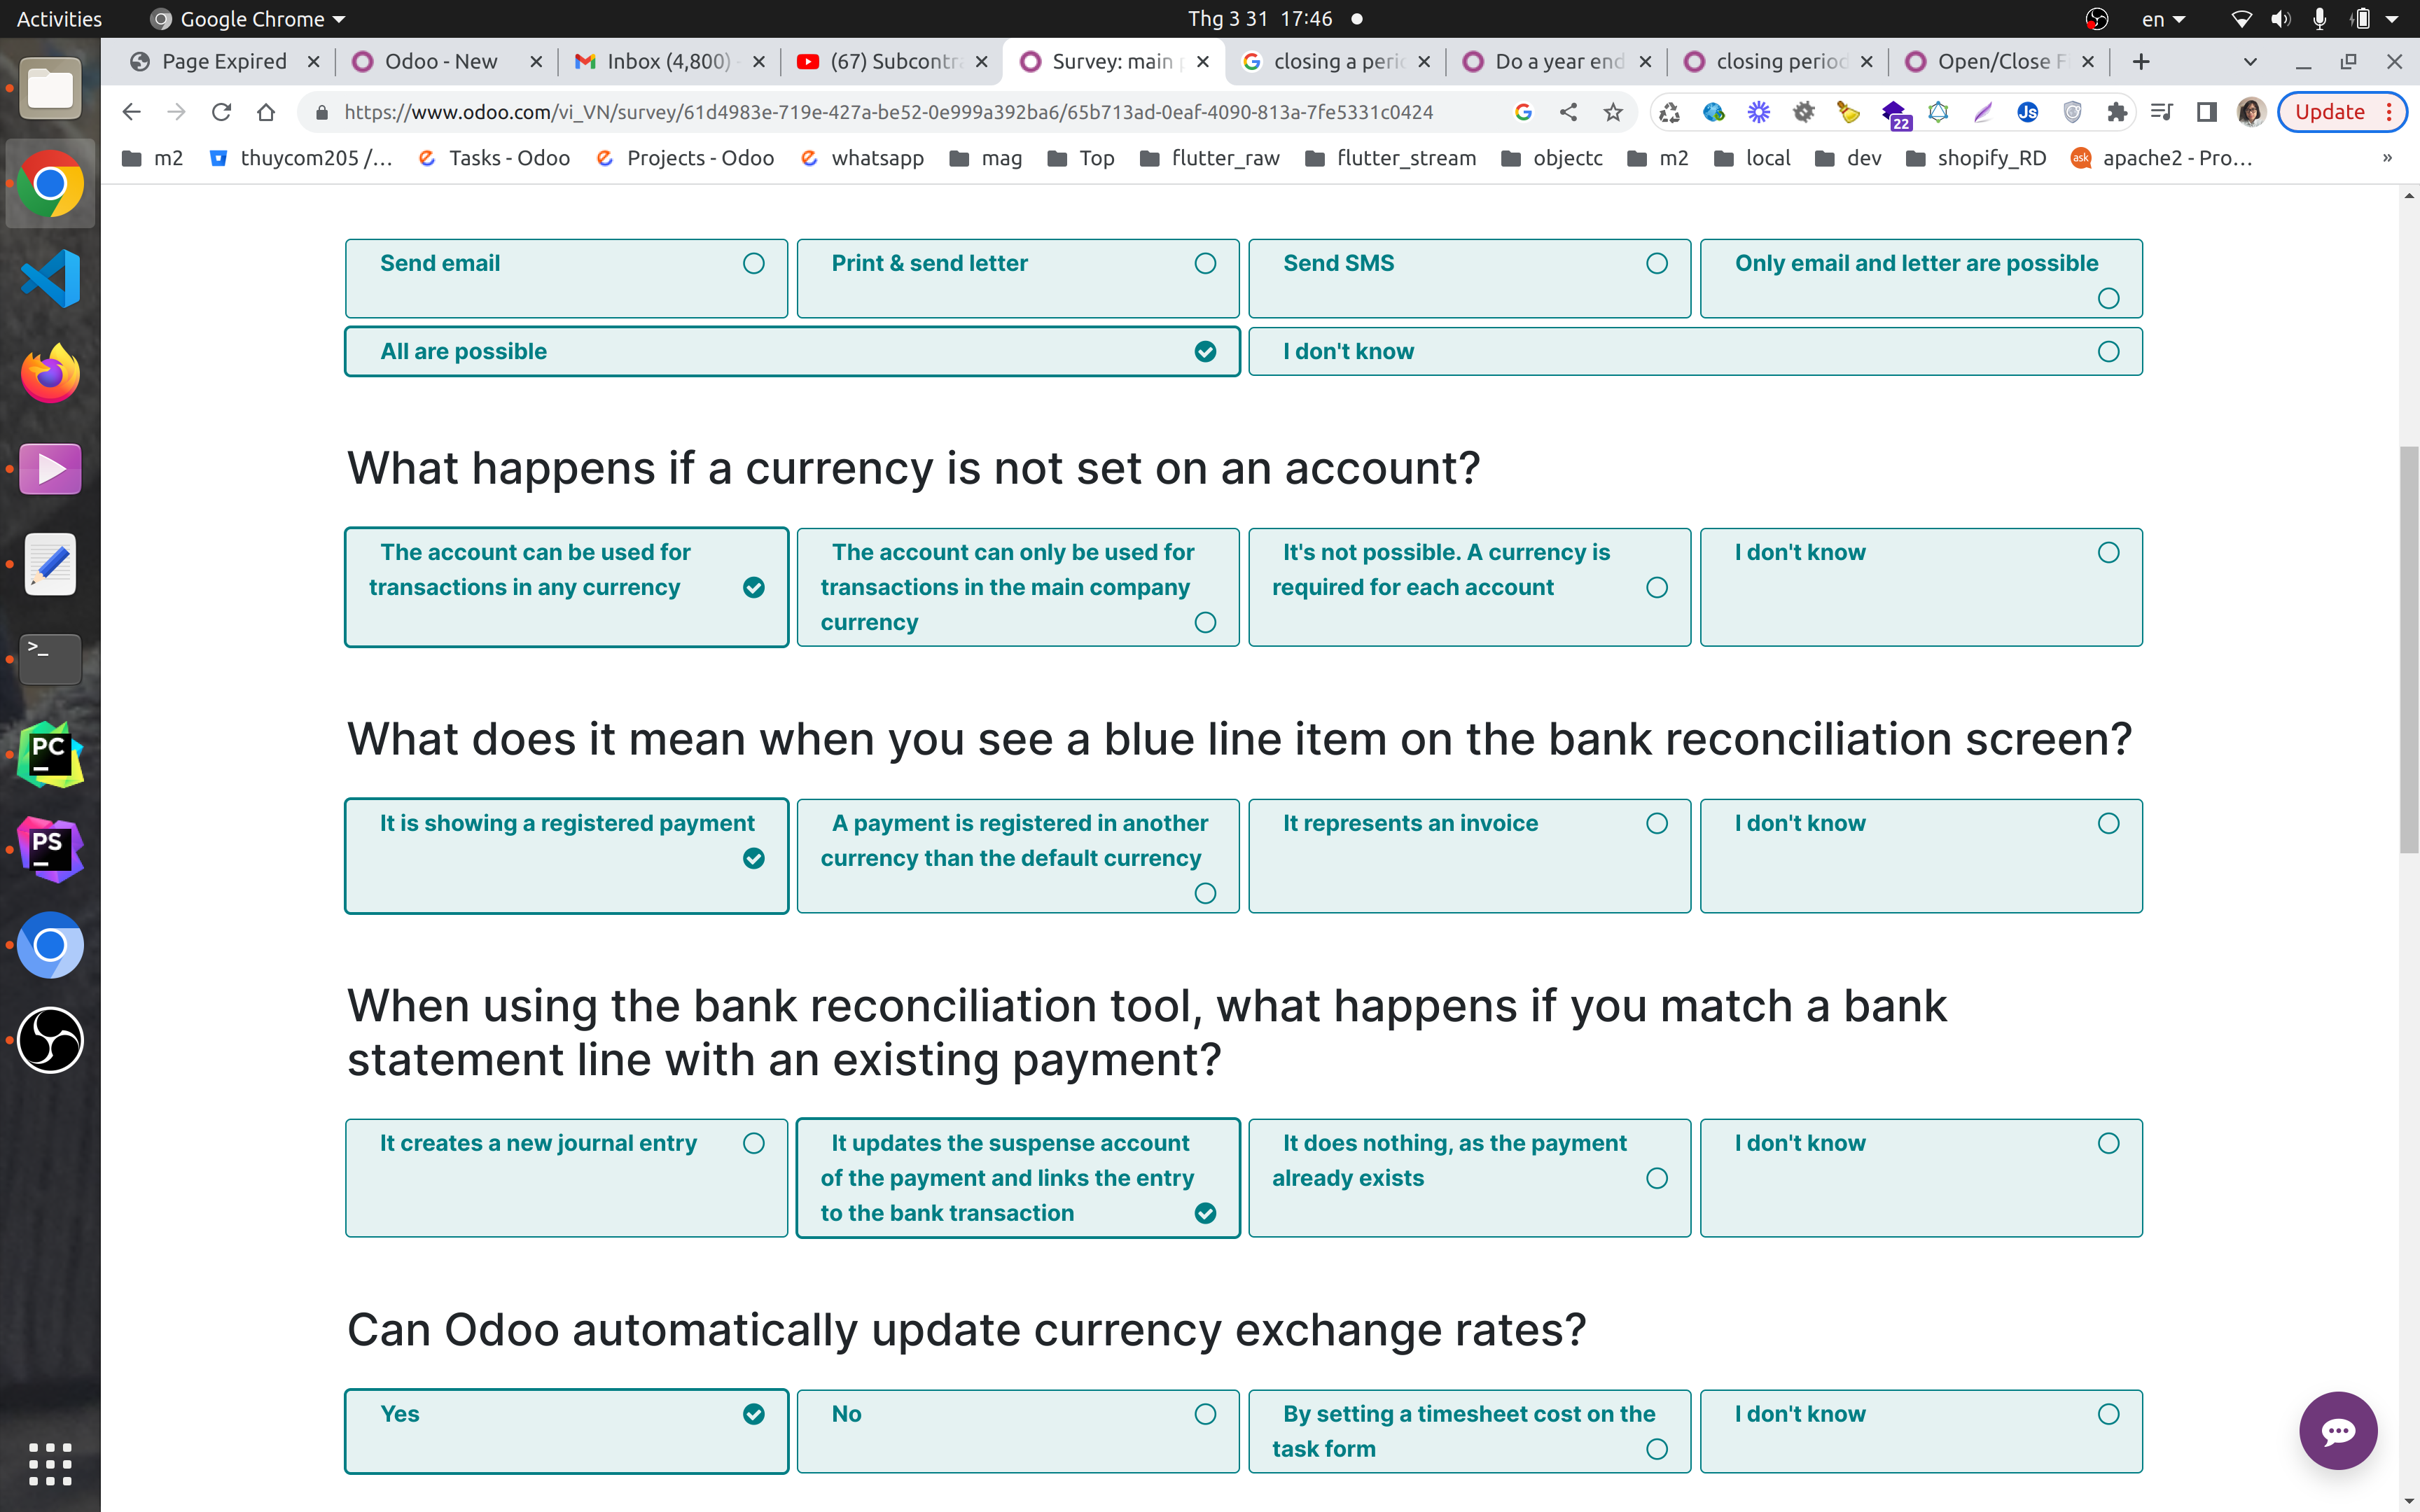 Activities
Google Chrome
Thg 3 31 17:46
en
Page Expired
Odoo - New
Inbox (4,800)
(67) Subcontr
Survey: main
closing a peri
Do a year end
closing period
Open/Close F
https://www.odoo.com/vi_VN/survey/61d4983e-719e-427a-be52-0e999a392ba6/65b713ad-0eaf-4090-813a-7fe5331c0424
22
Js
Update
m2
thuycom205 /...
Tasks - Odoo
Projects - Odoo
whatsapp
mag
Top
flutter_raw
flutter_stream
objectc
m2
local
dev
shopify_RD
ask
apache2 - Pro...
»
Send email
Print & send letter
Send SMS
Only email and letter are possible
All are possible
I don't know
What happens if a currency is not set on an account?
The account can be used for
transactions in any currency
The account can only be used for
transactions in the main company
currency
It's not possible. A currency is
required for each account
I don't know
What does it mean when you see a blue line item on the bank reconciliation screen?
It is showing a registered payment
A payment is registered in another
currency than the default currency
It represents an invoice
I don't know
When using the bank reconciliation tool, what happens if you match a bank
statement line with an existing payment?
It creates a new journal entry
It updates the suspense account
of the payment and links the entry
to the bank transaction
It does nothing, as the payment
already exists
I don't know
Can Odoo automatically update currency exchange rates?
Yes
No
By setting a timesheet cost on the
task form
I don't know
>_
PC
PS